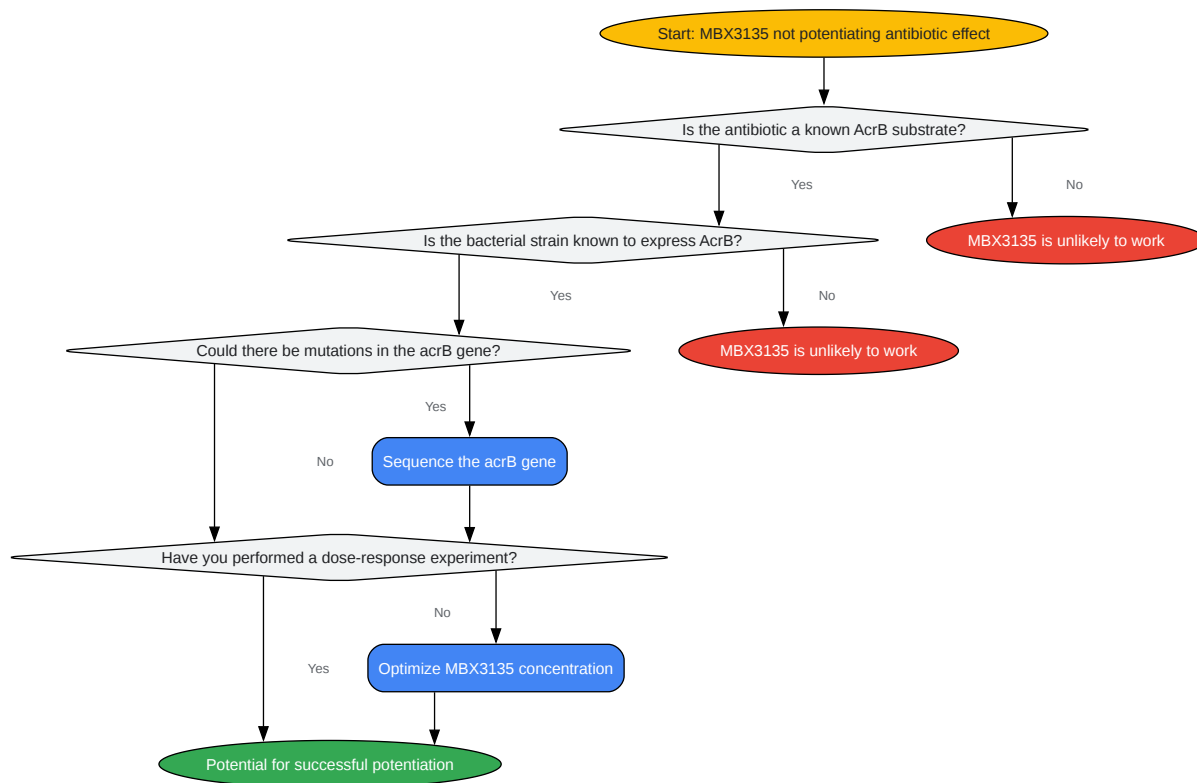 Start: MBX3135 not potentiating antibiotic effect
Is the antibiotic a known AcrB substrate?
Yes
No
Is the bacterial strain known to express AcrB?
MBX3135 is unlikely to work
Yes
No
Could there be mutations in the acrB gene?
MBX3135 is unlikely to work
Yes
No
Sequence the acrB gene
Have you performed a dose-response experiment?
No
Yes
Optimize MBX3135 concentration
Potential for successful potentiation